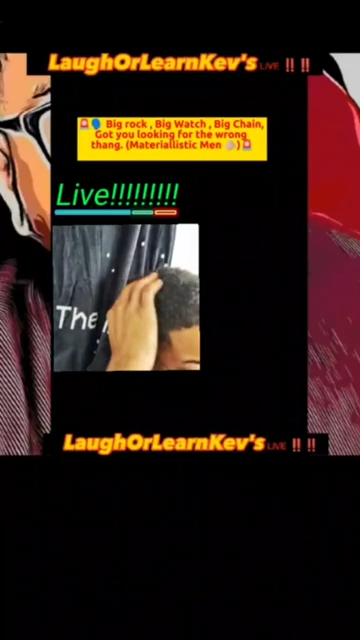 LaughOrLearnKev's LIVE ‼️ ‼️
🚨🗣️ Big rock , Big Watch , Big Chain,
Got you looking for the wrong
thang. (Materiallistic Men 🪨)🚨
Live!!!!!!!!!
The
LaughOrLearnKev's LIVE ‼️ ‼️